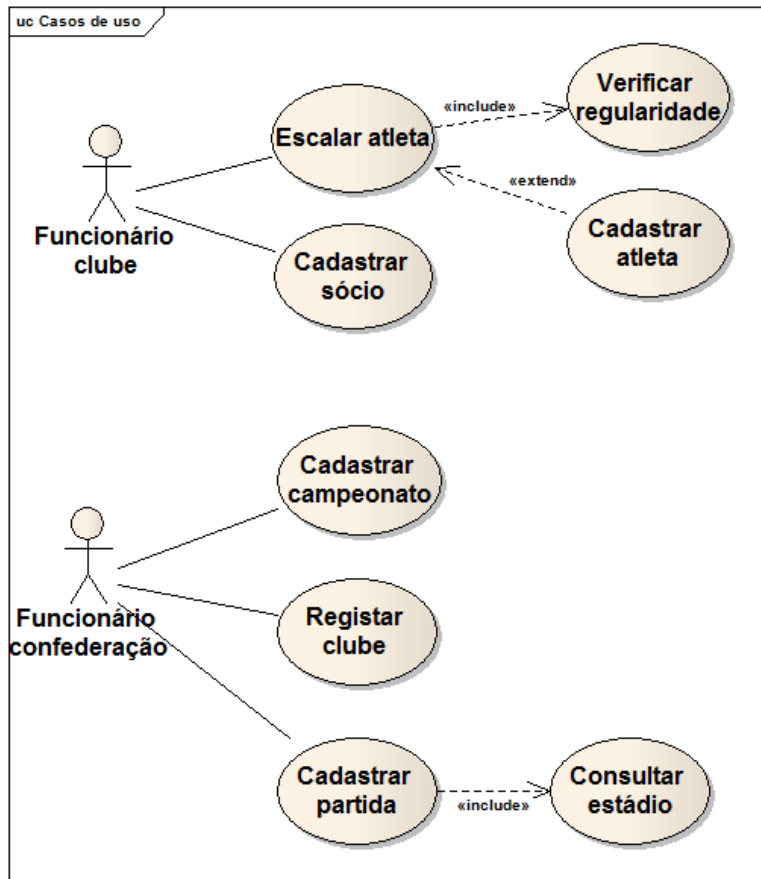 uc Casos de uso
Verificar
regularidade
«include»
Escalar atleta
«extend»
Cadastrar
atleta
Funcionário
clube
Cadastrar
sócio
Cadastrar
campeonato
Funcionário
confederação
Registar
clube
Cadastrar
partida
«include»
Consultar
estádio